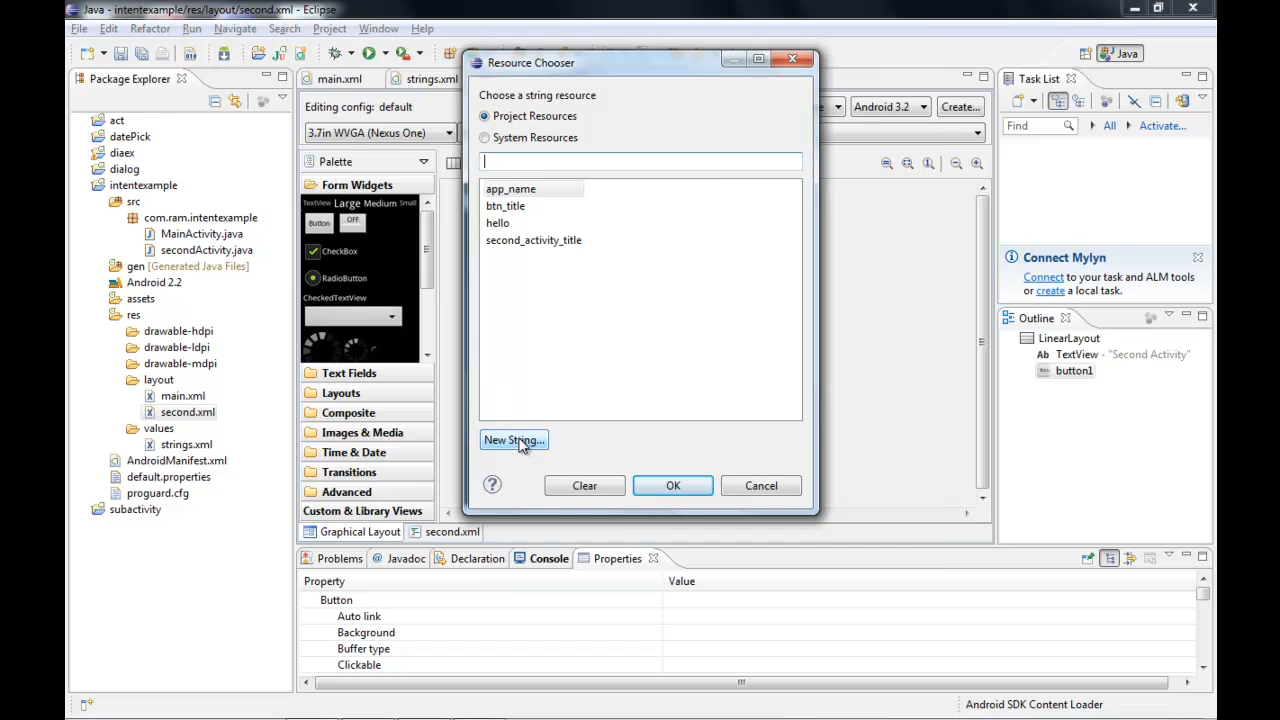 Java - intentexample/res/layout/second.xml - Eclipse
File Edit Refactor Run Navigate Search Project Window Help
Java
Package Explorer
act
datePick
diaex
dialog
intentexample
src
com.ram.intentexample
MainActivity.java
secondActivity.java
gen [Generated Java Files]
Android 2.2
assets
res
drawable-hdpi
drawable-ldpi
drawable-mdpi
layout
main.xml
second.xml
values
strings.xml
AndroidManifest.xml
default.properties
proguard.cfg
subactivity
main.xml strings.xml
Editing config: default
Android 3.2 Create...
3.7in WVGA (Nexus One)
Palette
Form Widgets
TextView Large Medium Small
Button OFF
CheckBox
RadioButton
CheckedTextView
Text Fields
Layouts
Composite
Images & Media
Time & Date
Transitions
Advanced
Custom & Library Views
Graphical Layout second.xml
Resource Chooser
Choose a string resource
Project Resources
System Resources
app_name
btn_title
hello
second_activity_title
New String...
Clear OK Cancel
Task List
Find All Activate...
Connect Mylyn
Connect to your task and ALM tools
or create a local task.
Outline
LinearLayout
Ab TextView - "Second Activity"
button1
Problems @ Javadoc Declaration Console Properties
Property Value
Button
Auto link
Background
Buffer type
Clickable
Android SDK Content Loader